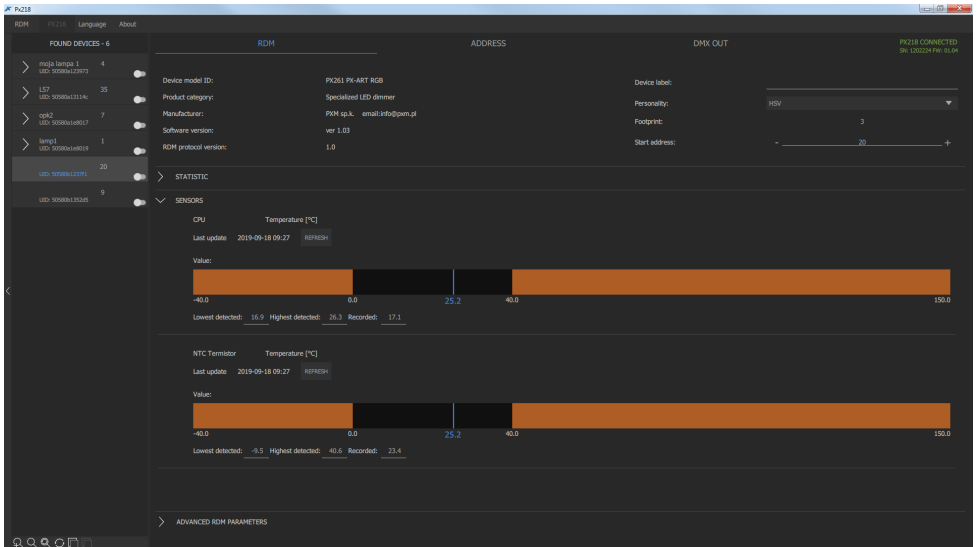 Px218
RDM PX218 Language About
FOUND DEVICES - 6
moja lampa 1 4
UID: 50580a123973
L57 35
UID: 50580a13114c
opk2 7
UID: 50580a1e8017
lamp1 1
UID: 50580a1e8019
20
UID: 50580b1237f1
9
UID: 50580b1352d5
RDM ADDRESS DMX OUT
PX218 CONNECTED
SN: 1202224 FW: 01.04
Device model ID: PX261 PX-ART RGB
Product category: Specialized LED dimmer
Manufacturer: PXM sp.k. email:info@pxm.pl
Software version: ver 1.03
RDM protocol version: 1.0
Device label:
Personality: HSV
Footprint: 3
Start address: - 20 +
STATISTIC
SENSORS
CPU Temperature [°C]
Last update 2019-09-18 09:27 REFRESH
Value:
-40.0 0.0 25.2 40.0 150.0
Lowest detected: 16.9 Highest detected: 26.3 Recorded: 17.1
NTC Termistor Temperature [°C]
Last update 2019-09-18 09:27 REFRESH
Value:
-40.0 0.0 25.2 40.0 150.0
Lowest detected: -9.5 Highest detected: 40.6 Recorded: 23.4
ADVANCED RDM PARAMETERS